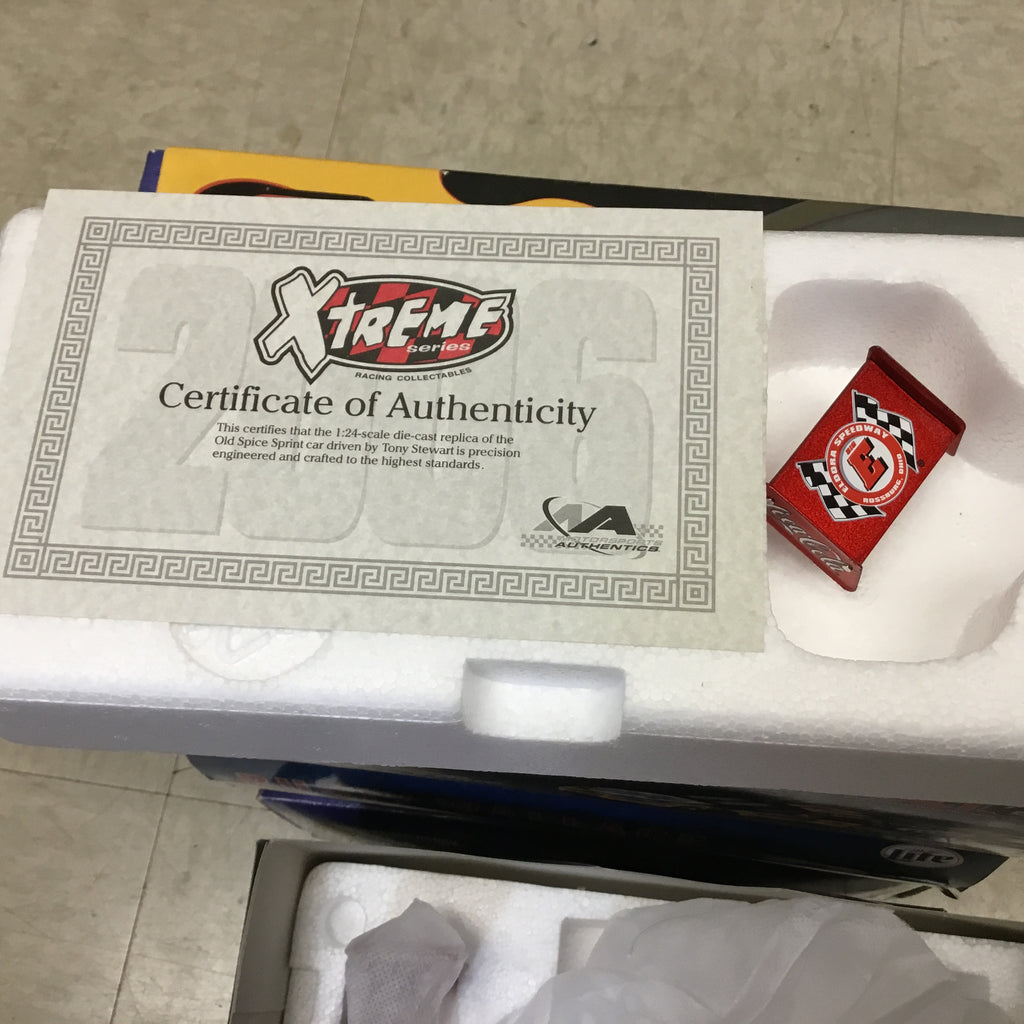 2006
XTREME
series
RACING COLLECTABLES
Certificate of Authenticity
This certifies that the 1:24-scale die-cast replica of the
Old Spice Sprint car driven by Tony Stewart is precision
engineered and crafted to the highest standards.
MA
MOTORSPORTS
AUTHENTICS
ELDORA SPEEDWAY
E
ROSSBURG, OHIO
Coca-Cola
Lite